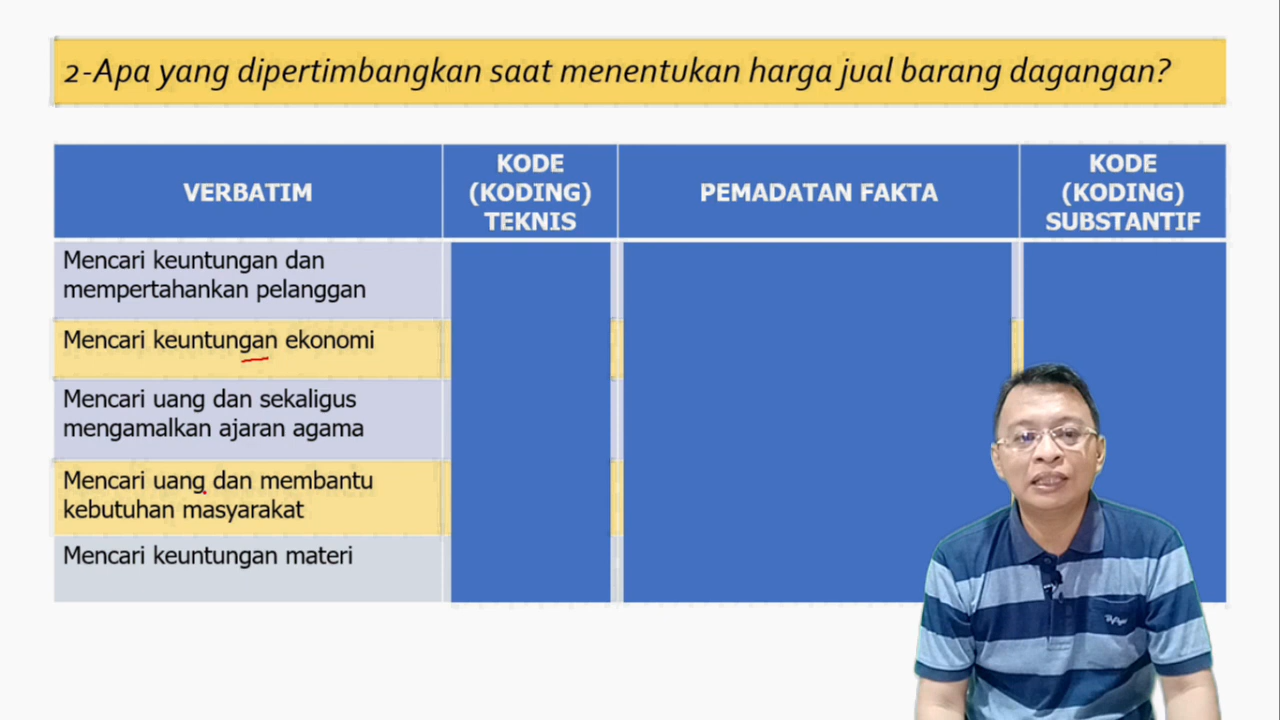 2-Apa yang dipertimbangkan saat menentukan harga jual barang dagangan?
VERBATIM
KODE
(KODING)
TEKNIS
PEMADATAN FAKTA
KODE
(KODING)
SUBSTANTIF
Mencari keuntungan dan
mempertahankan pelanggan
Mencari keuntungan ekonomi
Mencari uang dan sekaligus
mengamalkan ajaran agama
Mencari uang dan membantu
kebutuhan masyarakat
Mencari keuntungan materi